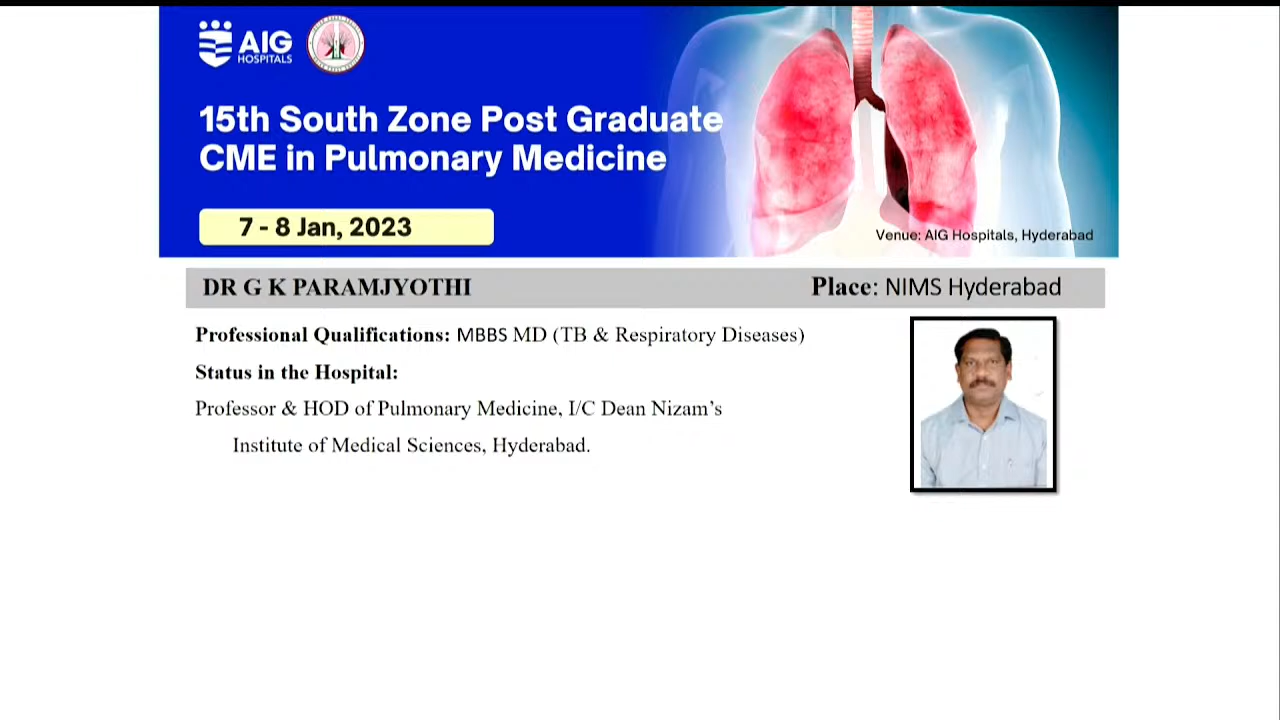 AIG
HOSPITALS
15th South Zone Post Graduate
CME in Pulmonary Medicine
7 - 8 Jan, 2023
Venue: AIG Hospitals, Hyderabad
DR G K PARAMJYOTHI Place: NIMS Hyderabad
Professional Qualifications: MBBS MD (TB & Respiratory Diseases)
Status in the Hospital:
Professor & HOD of Pulmonary Medicine, I/C Dean Nizam’s
Institute of Medical Sciences, Hyderabad.